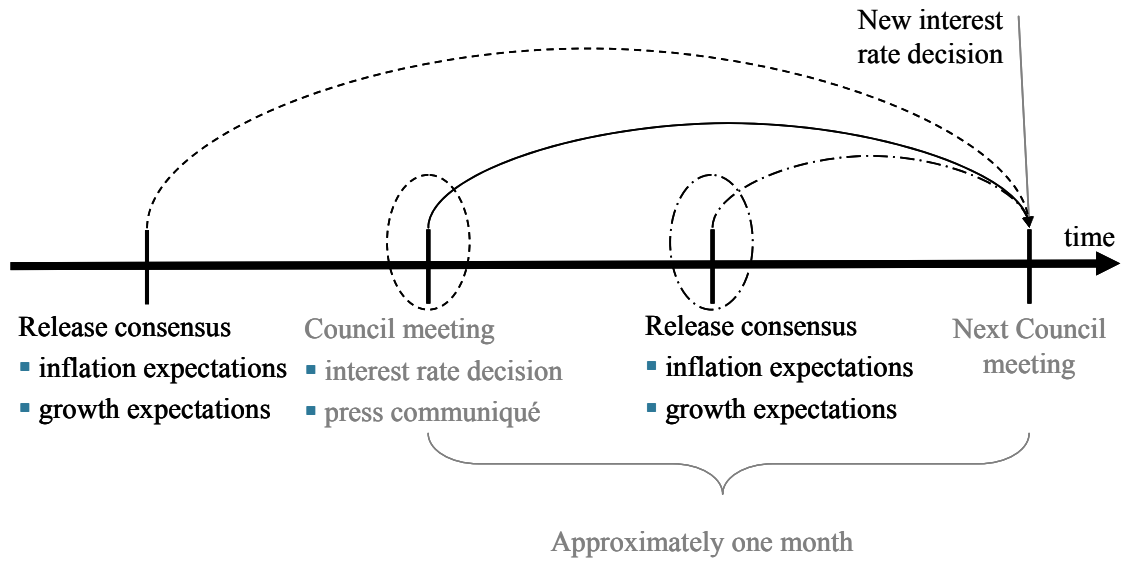 New interest
rate decision
time
Release consensus
▪ inflation expectations
▪ growth expectations
Council meeting
▪ interest rate decision
▪ press communiqué
Release consensus
▪ inflation expectations
▪ growth expectations
Next Council
meeting
Approximately one month